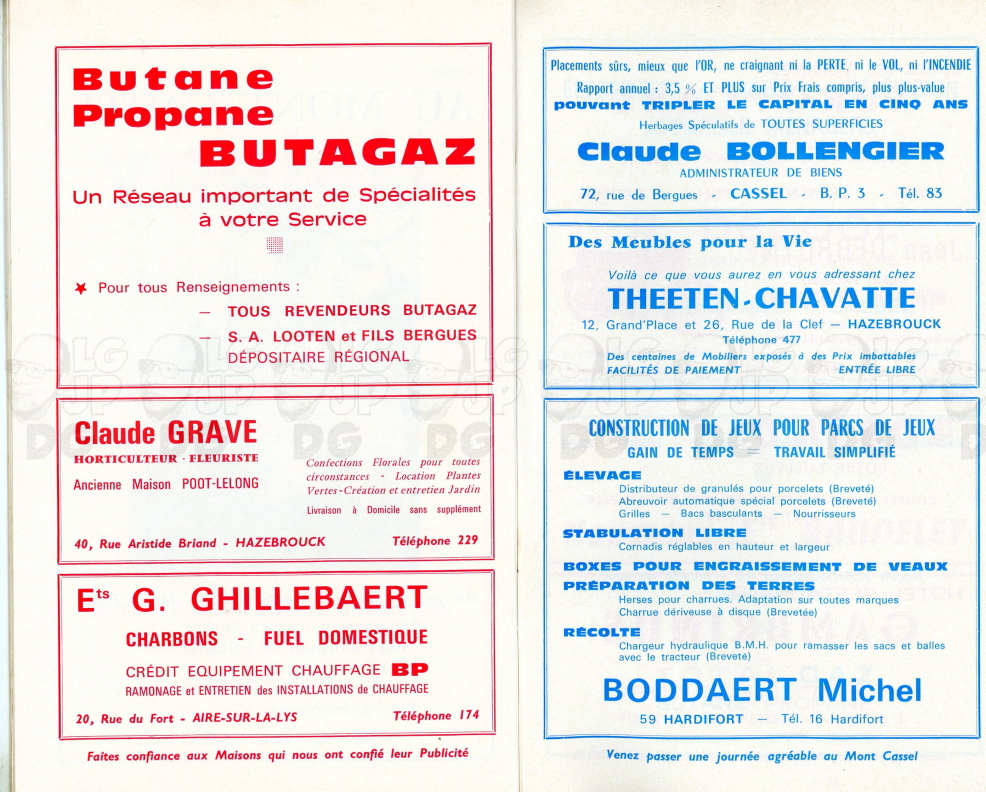 Butane
Propane
BUTAGAZ
Un Réseau important de Spécialités
à votre Service
Pour tous Renseignements :
— TOUS REVENDEURS BUTAGAZ
— S. A. LOOTEN et FILS BERGUES
DÉPOSITAIRE RÉGIONAL
Claude GRAVE
HORTICULTEUR - FLEURISTE
Ancienne Maison POOT-LELONG
Confections Florales pour toutes
circonstances - Location Plantes
Vertes-Création et entretien Jardin
Livraison à Domicile sans supplément
40, Rue Aristide Briand - HAZEBROUCK Téléphone 229
Ets G. GHILLEBAERT
CHARBONS - FUEL DOMESTIQUE
CRÉDIT EQUIPEMENT CHAUFFAGE BP
RAMONAGE et ENTRETIEN des INSTALLATIONS de CHAUFFAGE
20, Rue du Fort - AIRE-SUR-LA-LYS Téléphone 174
Faites confiance aux Maisons qui nous ont confié leur Publicité
Placements sûrs, mieux que l'OR, ne craignant ni la PERTE, ni le VOL, ni l'INCENDIE
Rapport annuel : 3,5 % ET PLUS sur Prix Frais compris, plus plus-value
pouvant TRIPLER LE CAPITAL EN CINQ ANS
Herbages Spéculatifs de TOUTES SUPERFICIES
Claude BOLLENGIER
ADMINISTRATEUR DE BIENS
72, rue de Bergues - CASSEL - B. P. 3 - Tél. 83
Des Meubles pour la Vie
Voilà ce que vous aurez en vous adressant chez
THEETEN-CHAVATTE
12, Grand'Place et 26, Rue de la Clef — HAZEBROUCK
Téléphone 477
Des centaines de Mobiliers exposés à des Prix imbattables
FACILITÉS DE PAIEMENT ENTRÉE LIBRE
CONSTRUCTION DE JEUX POUR PARCS DE JEUX
GAIN DE TEMPS = TRAVAIL SIMPLIFIÉ
ÉLEVAGE
Distributeur de granulés pour porcelets (Breveté)
Abreuvoir automatique spécial porcelets (Breveté)
Grilles — Bacs basculants — Nourrisseurs
STABULATION LIBRE
Cornadis réglables en hauteur et largeur
BOXES POUR ENGRAISSEMENT DE VEAUX
PRÉPARATION DES TERRES
Herses pour charrues. Adaptation sur toutes marques
Charrue dériveuse à disque (Brevetée)
RÉCOLTE
Chargeur hydraulique B.M.H. pour ramasser les sacs et balles
avec le tracteur (Breveté)
BODDAERT Michel
59 HARDIFORT — Tél. 16 Hardifort
Venez passer une journée agréable au Mont Cassel
LG
JP
DG